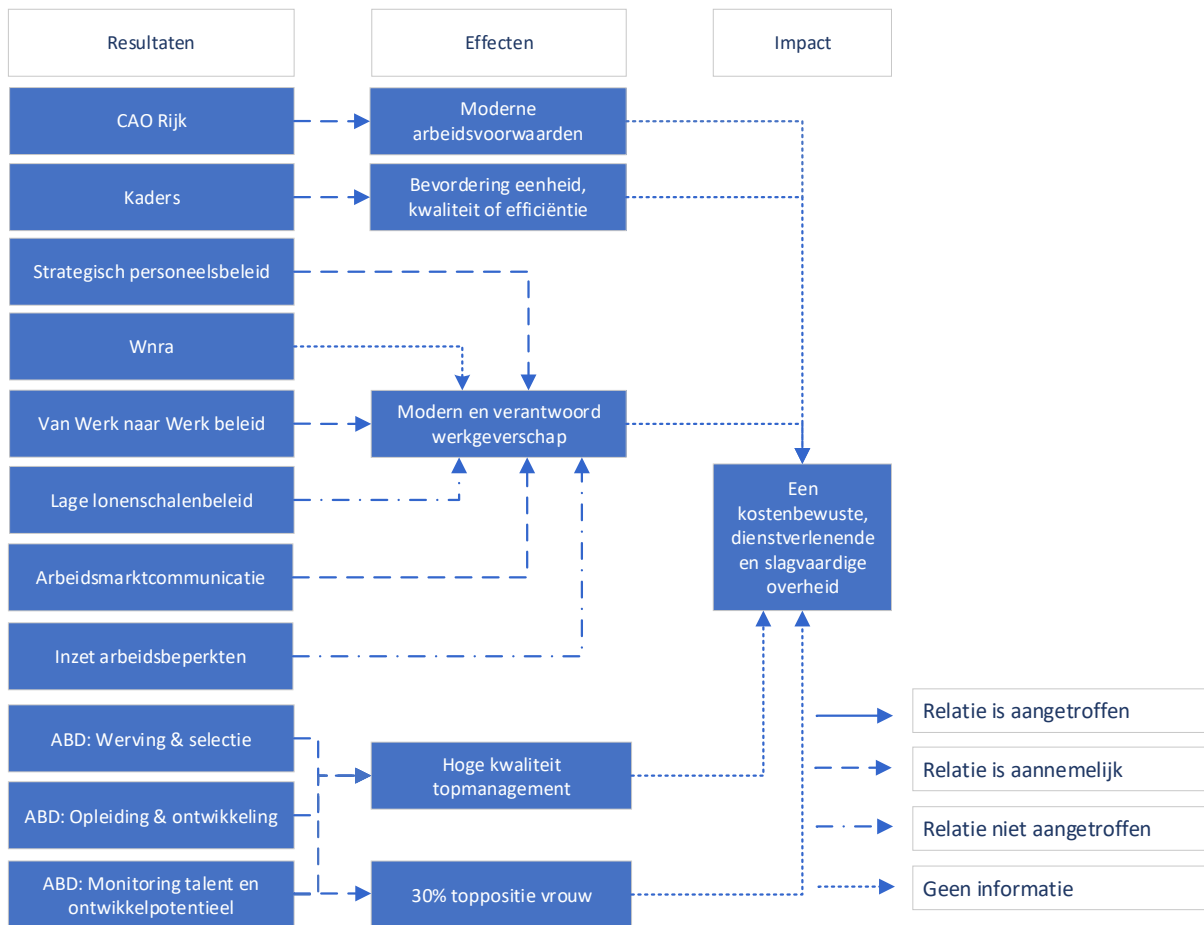 Resultaten
Effecten
Impact
CAO Rijk
Moderne
arbeidsvoorwaarden
Kaders
Bevordering eenheid,
kwaliteit of efficiëntie
Strategisch personeelsbeleid
Wnra
Van Werk naar Werk beleid
Modern en verantwoord
werkgeverschap
Lage lonenschalenbeleid
Een
kostenbewuste,
dienstverlenende
en slagvaardige
overheid
Arbeidsmarktcommunicatie
Inzet arbeidsbeperkten
ABD: Werving & selectie
Hoge kwaliteit
topmanagement
ABD: Opleiding & ontwikkeling
ABD: Monitoring talent en
ontwikkelpotentieel
30% toppositie vrouw
Relatie is aangetroffen
Relatie is aannemelijk
Relatie niet aangetroffen
Geen informatie